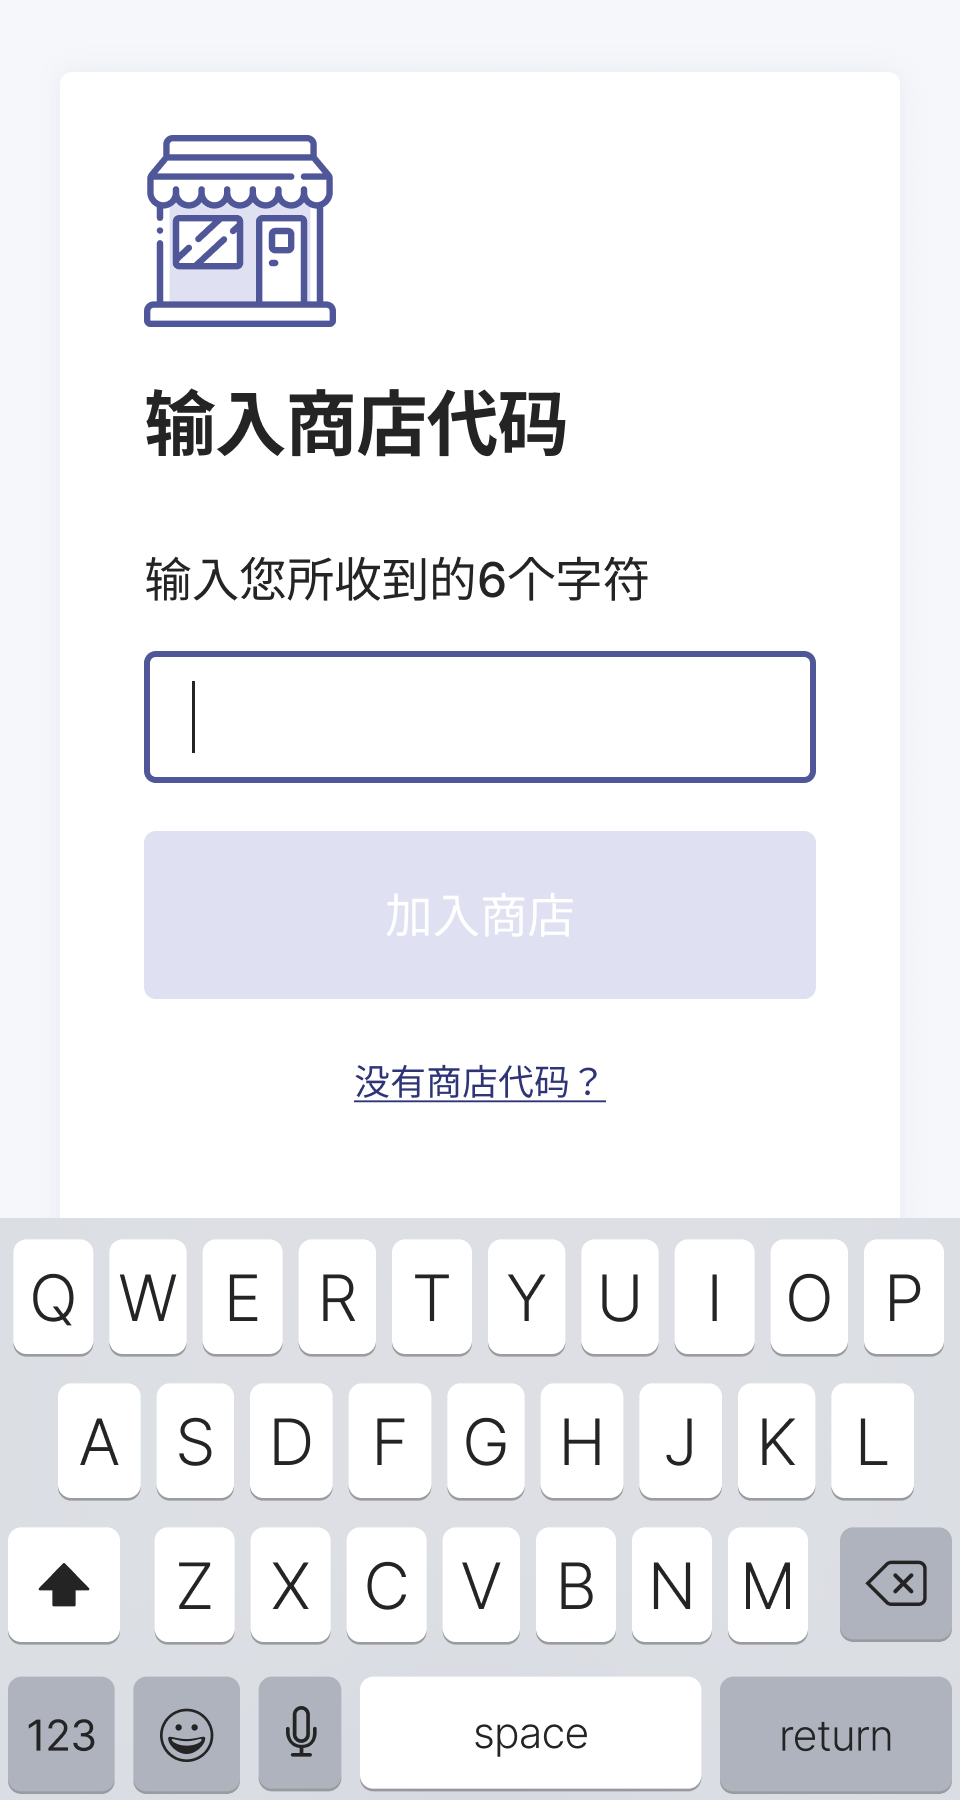 输入商店代码
输入您所收到的6个字符
加入商店
没有商店代码？
Q W E R T Y U I O P
A S D F G H J K L
Z X C V B N M
123 space return